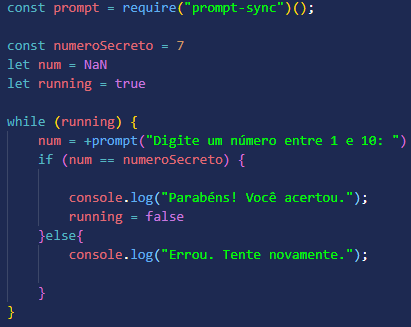 const prompt = require("prompt-sync")();
const numeroSecreto = 7
let num = NaN
let running = true
while (running) {
num = +prompt("Digite um número entre 1 e 10: ")
if (num == numeroSecreto) {
console.log("Parabéns! Você acertou.");
running = false
}else{
console.log("Errou. Tente novamente.");
}
}